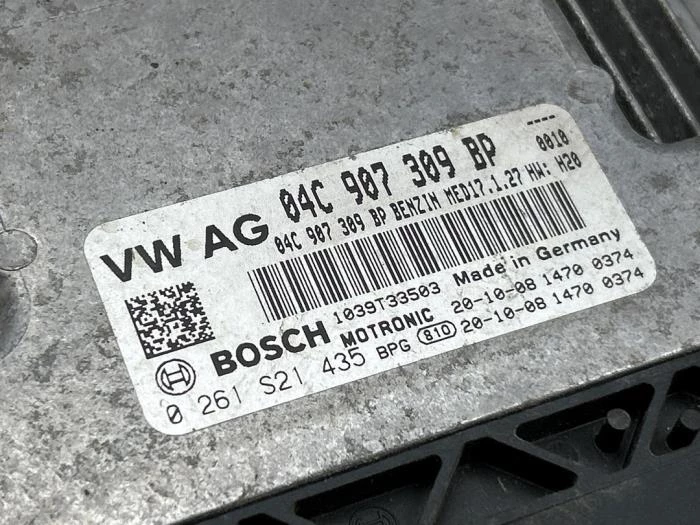 ----
VW AG 04C 907 309 BP 0010
04C 907 309 BP BENZIN MED17.1.27 HW: H20
1039T33503 Made in Germany
BOSCH MOTRONIC 20-10-08 1470 0374
0 261 S21 435 BPG 810 20-10-08 1470 0374